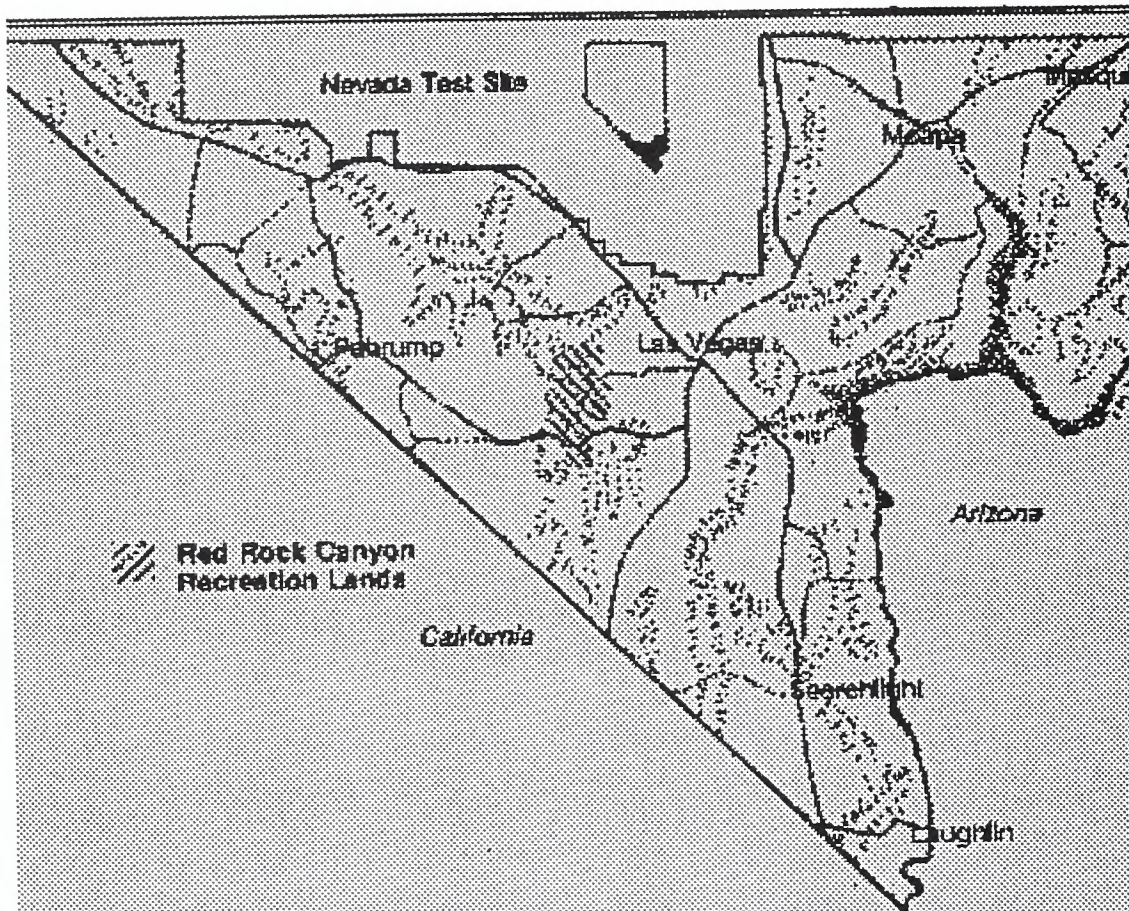 Nevada Test Site
Moapa
Pahrump
Las Vegas
Arizona
Red Rock Canyon
Recreation Lands
California
Searchlight
Laughlin